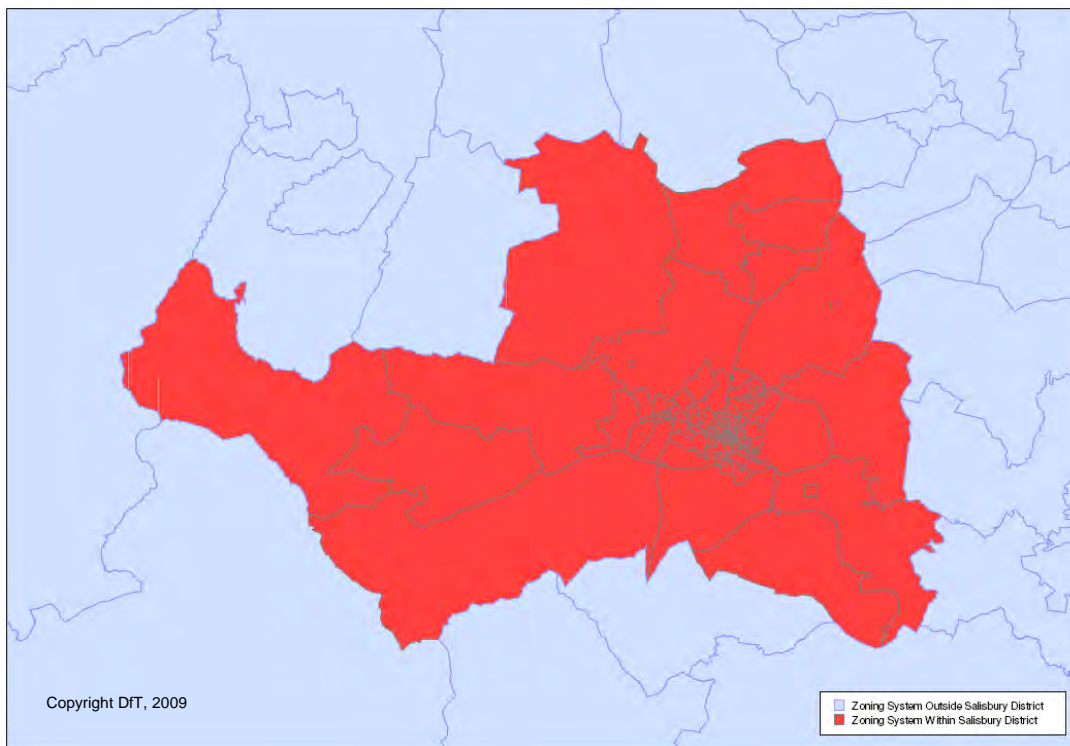 Copyright DfT, 2009
Zoning System Outside Salisbury District
Zoning System Within Salisbury District